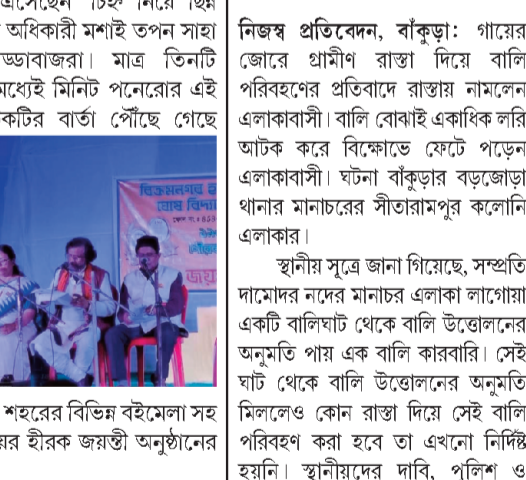 এসেছেন চিহ্ন নিয়ে ছিন্ন
অধিকারী মশাই তপন সাহা
ড্ডাবাজরা। মাত্র তিনটি
মধ্যেই মিনিট পনেরোর এই
কটির বার্তা পৌঁছে গেছে
বিক্রমনগর হ
ঘোষ বিদ্যা
শহরের বিভিন্ন বইমেলা সহ
য়ের হীরক জয়ন্তী অনুষ্ঠানের
নিজস্ব প্রতিবেদন, বাঁকুড়া: গায়ের
জোরে গ্রামীণ রাস্তা দিয়ে বালি
পরিবহণের প্রতিবাদে রাস্তায় নামলেন
এলাকাবাসী। বালি বোঝাই একাধিক লরি
আটক করে বিক্ষোভে ফেটে পড়েন
এলাকাবাসী। ঘটনা বাঁকুড়ার বড়জোড়া
থানার মানাচরের সীতারামপুর কলোনি
এলাকার।
স্থানীয় সূত্রে জানা গিয়েছে, সম্প্রতি
দামোদর নদের মানাচর এলাকা লাগোয়া
একটি বালিঘাট থেকে বালি উত্তোলনের
অনুমতি পায় এক বালি কারবারি। সেই
ঘাট থেকে বালি উত্তোলনের অনুমতি
মিললেও কোন রাস্তা দিয়ে সেই বালি
পরিবহণ করা হবে তা এখনো নির্দিষ্ট
হয়নি। স্থানীয়দের দাবি, পুলিশ ও